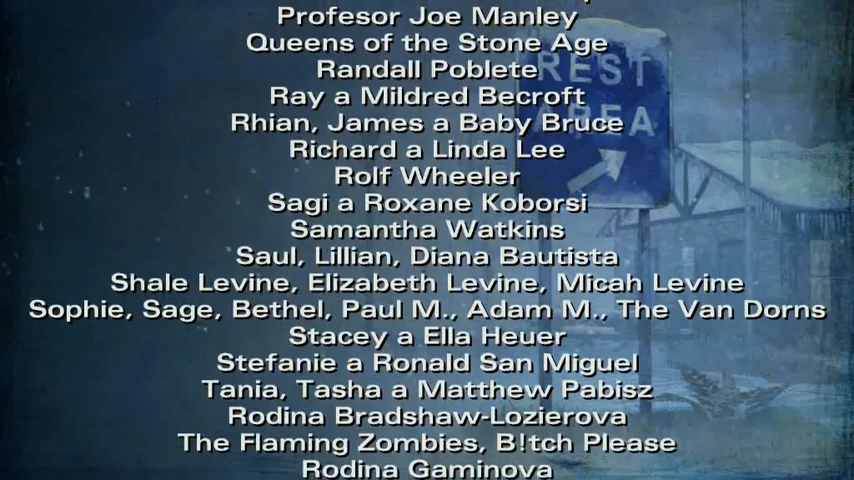 Profesor Joe Manley
Queens of the Stone Age
Randall Poblete
Ray a Mildred Becroft
Rhian, James a Baby Bruce
Richard a Linda Lee
Rolf Wheeler
Sagi a Roxane Koborsi
Samantha Watkins
Saul, Lillian, Diana Bautista
Shale Levine, Elizabeth Levine, Micah Levine
Sophie, Sage, Bethel, Paul M., Adam M., The Van Dorns
Stacey a Ella Heuer
Stefanie a Ronald San Miguel
Tania, Tasha a Matthew Pabisz
Rodina Bradshaw-Lozierova
The Flaming Zombies, B!tch Please
Rodina Gaminova
REST
AREA